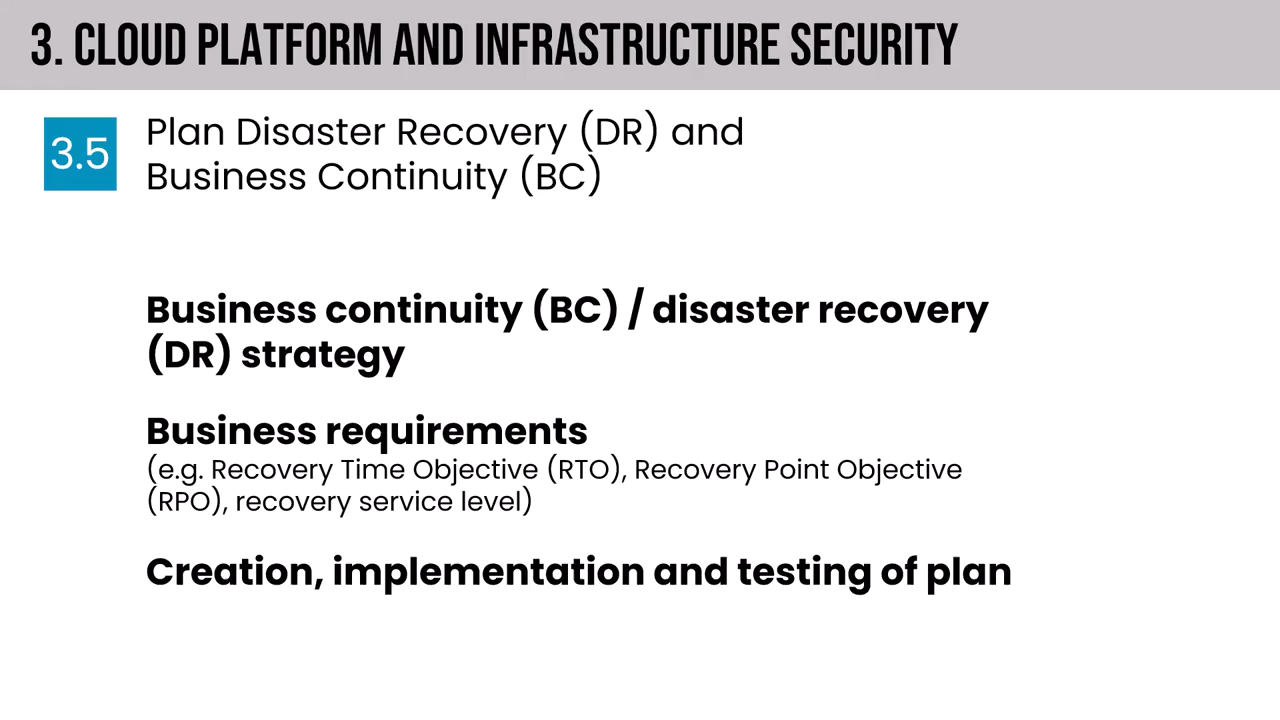 3. CLOUD PLATFORM AND INFRASTRUCTURE SECURITY
3.5
Plan Disaster Recovery (DR) and
Business Continuity (BC)
Business continuity (BC) / disaster recovery
(DR) strategy
Business requirements
(e.g. Recovery Time Objective (RTO), Recovery Point Objective
(RPO), recovery service level)
Creation, implementation and testing of plan